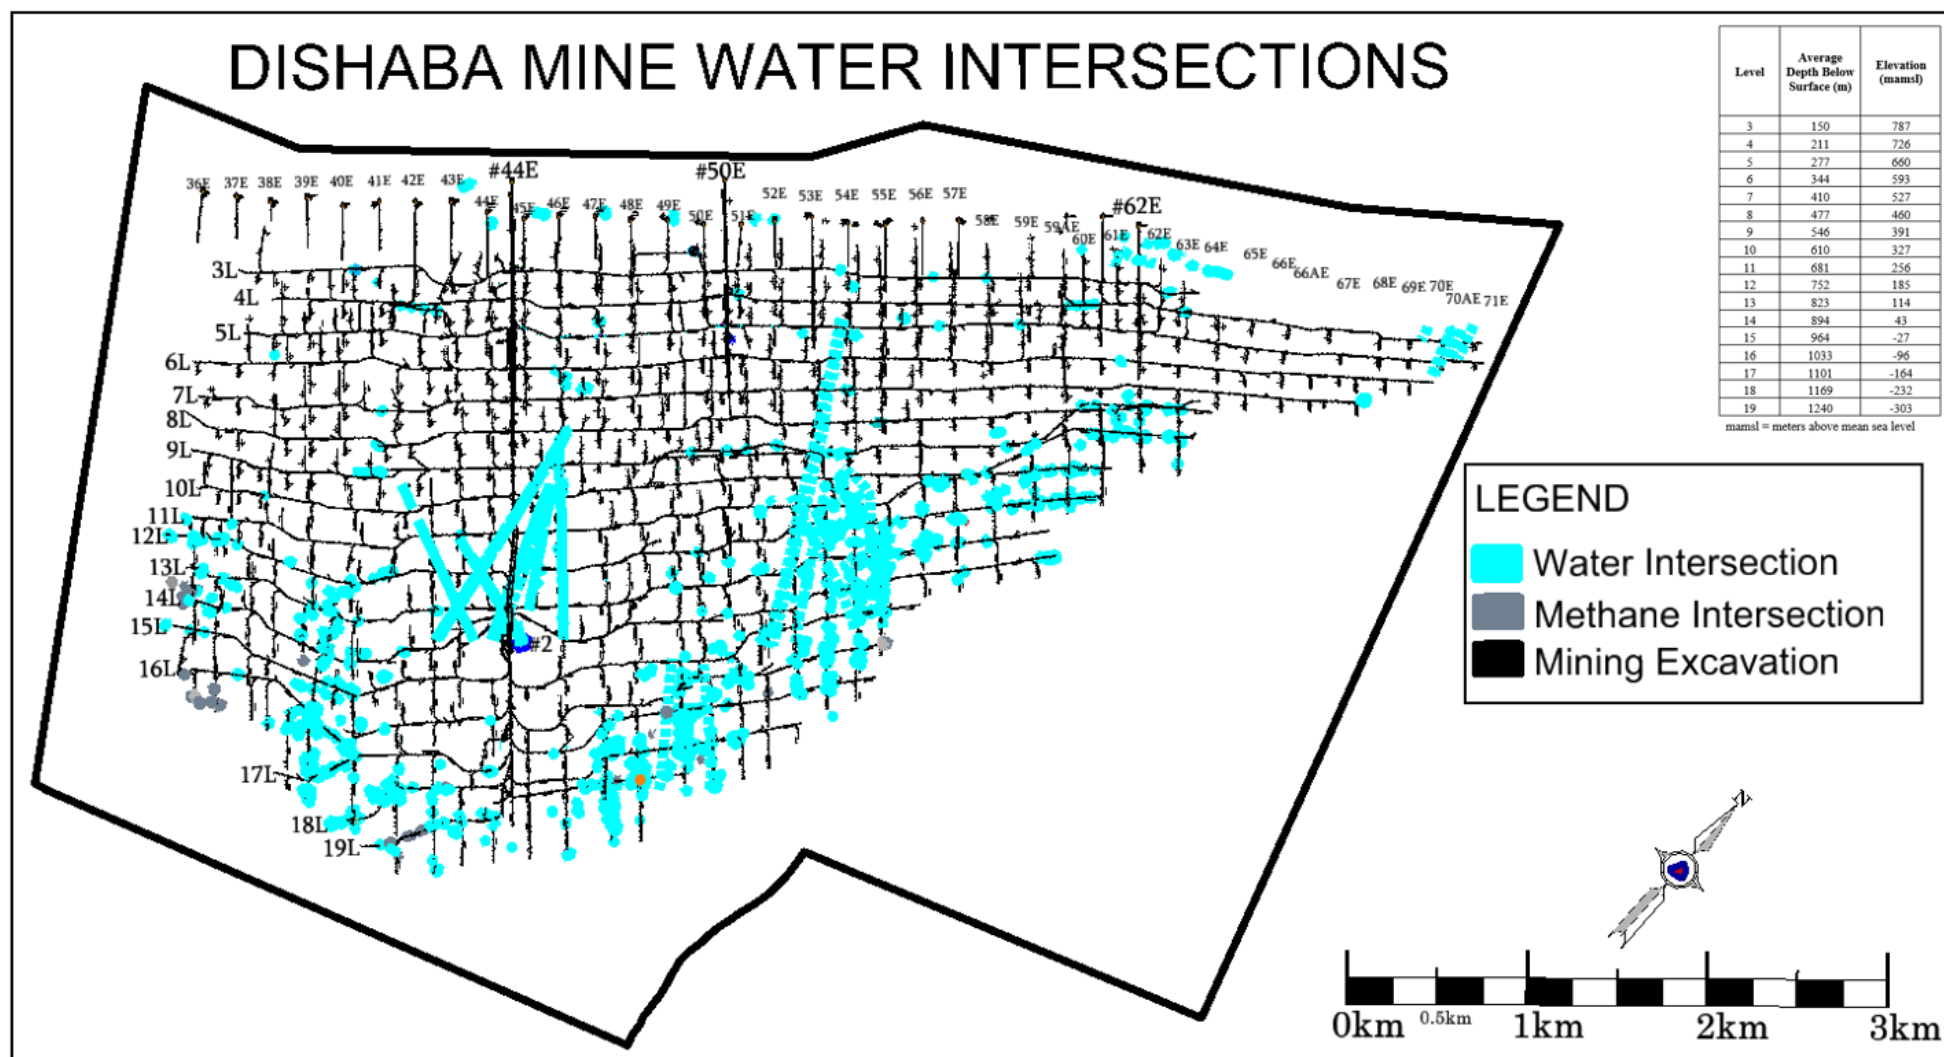 DISHABA MINE WATER INTERSECTIONS
Level Average Depth Below Surface (m) Elevation (mamsl)
3 150 787
4 211 726
5 277 660
6 344 593
7 410 527
8 477 460
9 546 391
10 610 327
11 681 256
12 752 185
13 823 114
14 894 43
15 964 -27
16 1033 -96
17 1101 -164
18 1169 -232
19 1240 -303
mamsl = meters above mean sea level
#44E #50E #62E
36E 37E 38E 39E 40E 41E 42E 43E 44E 45E 46E 47E 48E 49E 50E 51E 52E 53E 54E 55E 56E 57E 58E 59E 59AE 60E 61E 62E 63E 64E 65E 66E 66AE 67E 68E 69E 70E 70AE 71E
3L
4L
5L
6L
7L
8L
9L
10L
11L
12L
13L
14L
15L
#2
16L
17L
18L
19L
LEGEND
Water Intersection
Methane Intersection
Mining Excavation
N
0km 0.5km 1km 2km 3km